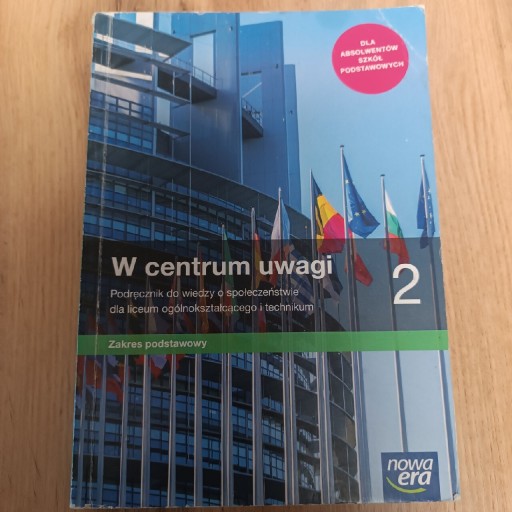 DLA
ABSOLWENTÓW
SZKÓŁ
PODSTAWOWYCH
W centrum uwagi
2
Podręcznik do wiedzy o społeczeństwie
dla liceum ogólnokształcącego i technikum
Zakres podstawowy
nowa
era